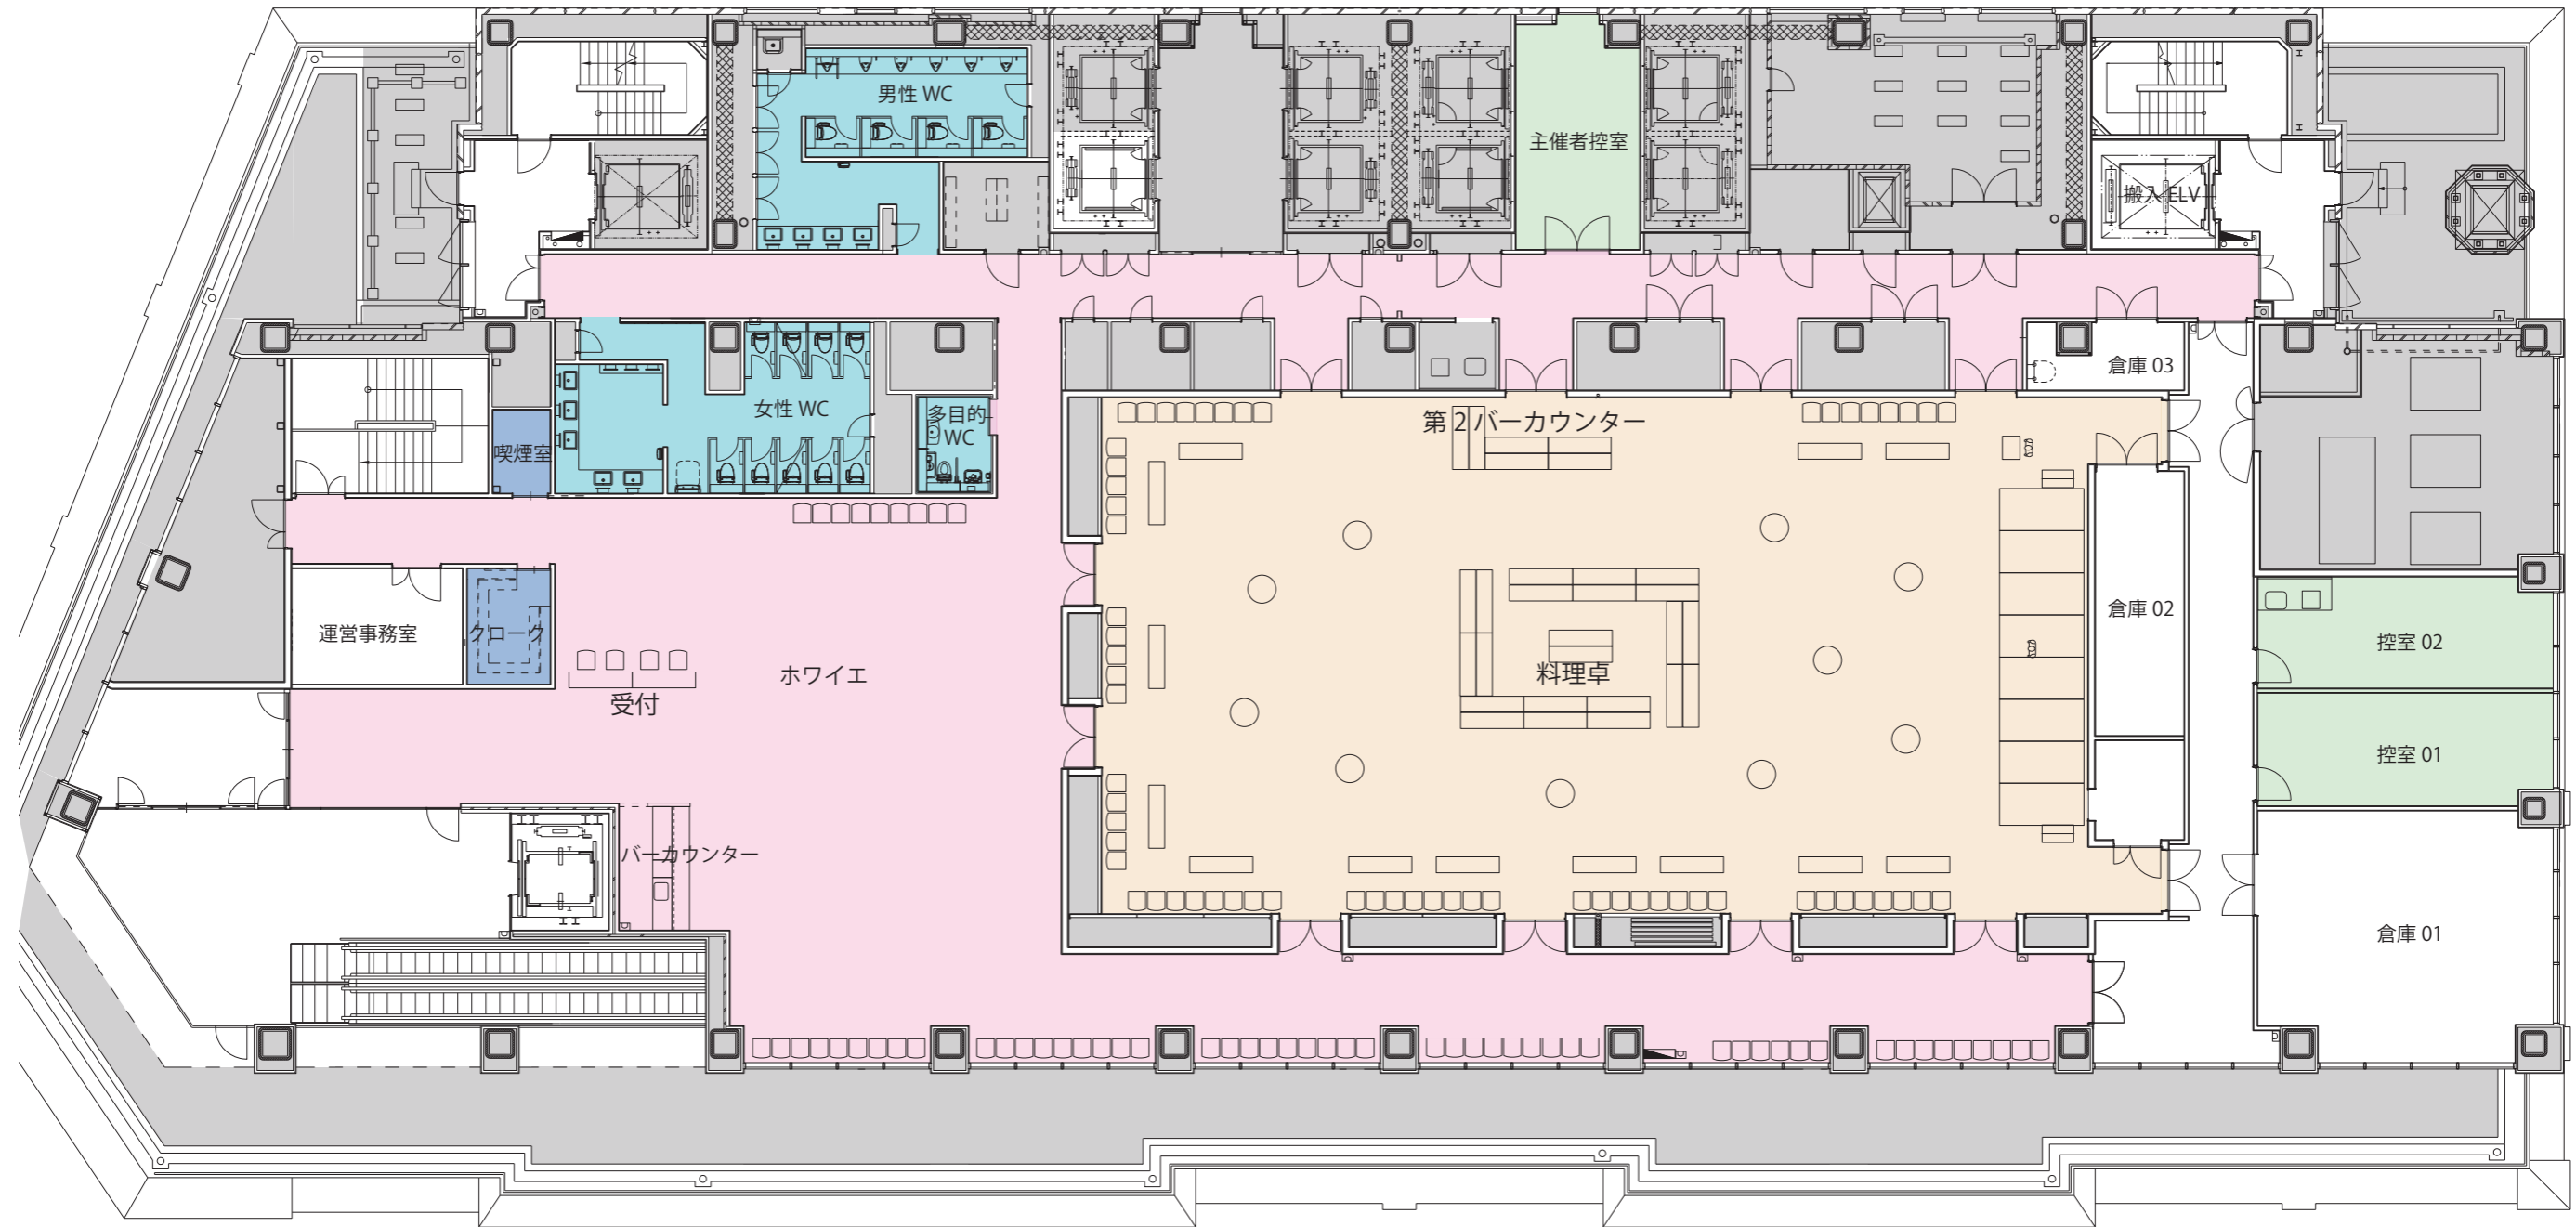 男性 WC
主催者控室
搬入 ELV
倉庫 03
女性 WC
多目的
WC
第 2 バーカウンター
喫煙室
倉庫 02
運営事務室
クローク
控室 02
ホワイエ
料理卓
受付
控室 01
バーカウンター
倉庫 01